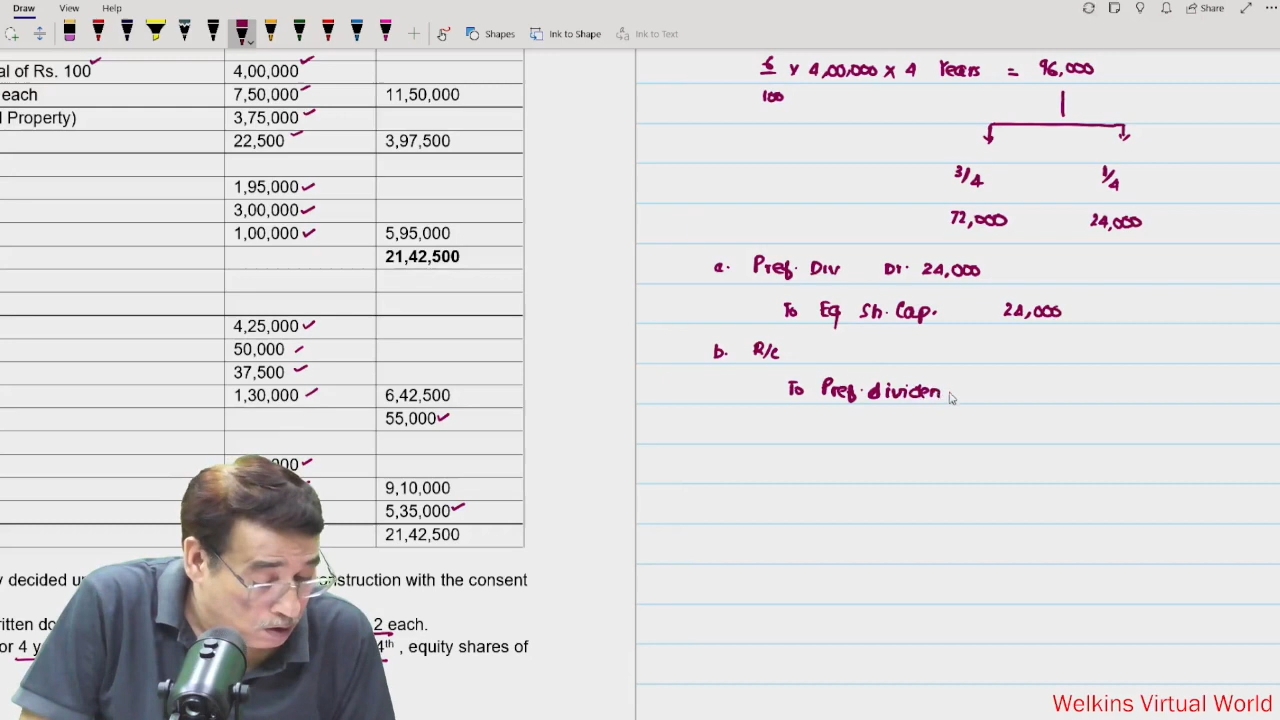 Draw View Help
Share
Shapes Ink to Shape Ink to Text
al of Rs. 100 4,00,000
each 7,50,000 11,50,000
l Property) 3,75,000
22,500 3,97,500
1,95,000
3,00,000
1,00,000 5,95,000
21,42,500
4,25,000
50,000
37,500
1,30,000 6,42,500
55,000
9,10,000
5,35,000
21,42,500
y decided u nstruction with the consent
ritten do 2 each.
or 4 y 4th , equity shares of
6/100 x 4,00,000 x 4 Years = 96,000
3/4 1/4
72,000 24,000
a. Pref. Div Dr. 24,000
To Eq Sh. Cap. 24,000
b. R/c
To Pref. dividen
Welkins Virtual World